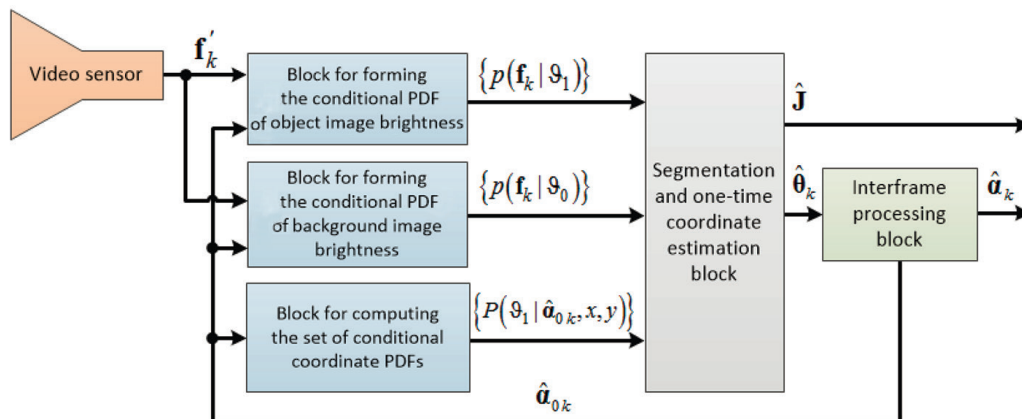 Video sensor
f′ₖ
Block for forming
the conditional PDF
of object image brightness
{p(fₖ | ϑ₁)}
Block for forming
the conditional PDF
of background image
brightness
{p(fₖ | ϑ₀)}
Block for computing
the set of conditional
coordinate PDFs
{P(ϑ₁ | α̂₀ₖ, x, y)}
Segmentation
and one-time
coordinate
estimation
block
Ĵ
θ̂ₖ
Interframe
processing
block
α̂ₖ
α̂₀ₖ